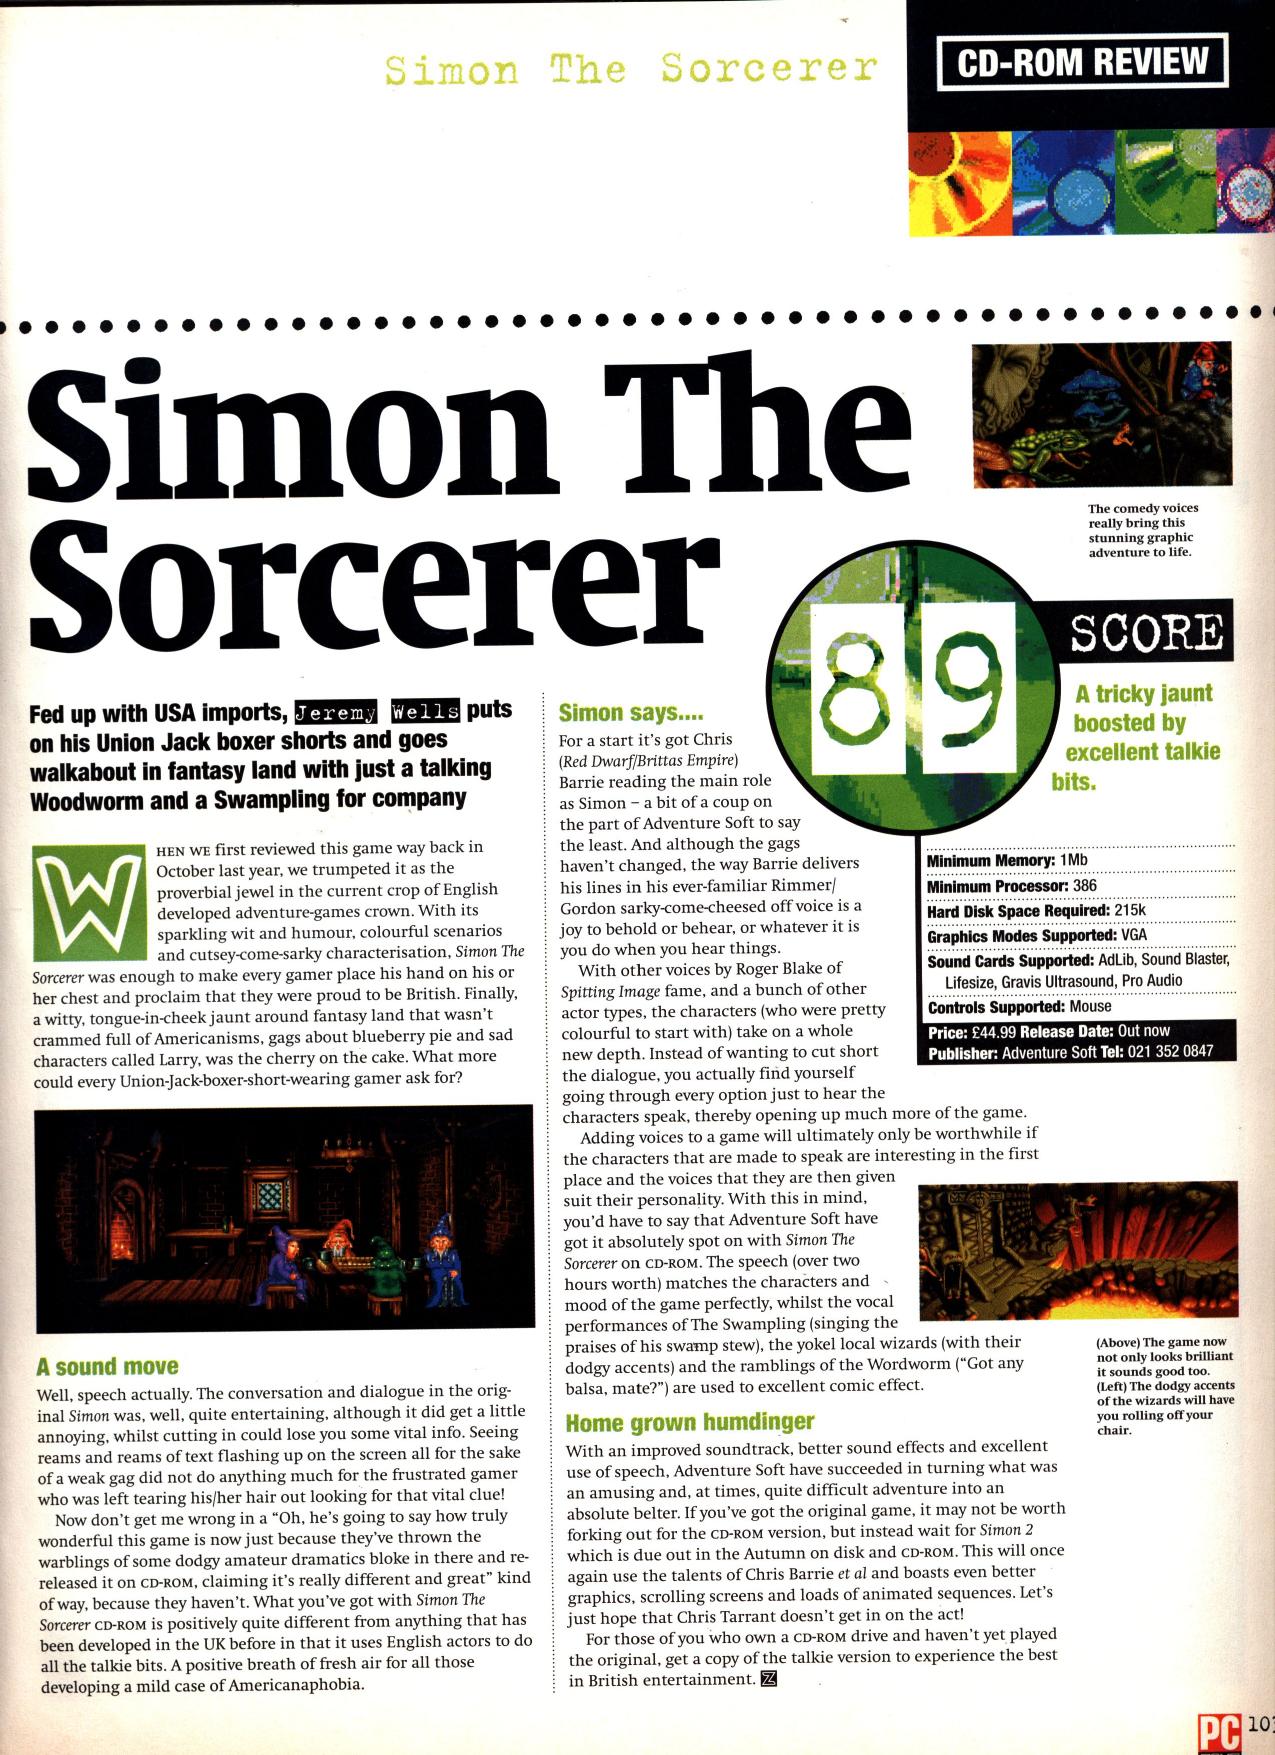 Simon The Sorcerer
CD-ROM REVIEW
Simon The
Sorcerer
The comedy voices
really bring this
stunning graphic
adventure to life.
89
SCORE
A tricky jaunt
boosted by
excellent talkie
bits.
Fed up with USA imports, Jeremy Wells puts
on his Union Jack boxer shorts and goes
walkabout in fantasy land with just a talking
Woodworm and a Swampling for company
WHEN WE first reviewed this game way back in
October last year, we trumpeted it as the
proverbial jewel in the current crop of English
developed adventure-games crown. With its
sparkling wit and humour, colourful scenarios
and cutsey-come-sarky characterisation, Simon The
Sorcerer was enough to make every gamer place his hand on his or
her chest and proclaim that they were proud to be British. Finally,
a witty, tongue-in-cheek jaunt around fantasy land that wasn't
crammed full of Americanisms, gags about blueberry pie and sad
characters called Larry, was the cherry on the cake. What more
could every Union-Jack-boxer-short-wearing gamer ask for?
A sound move
Well, speech actually. The conversation and dialogue in the orig-
inal Simon was, well, quite entertaining, although it did get a little
annoying, whilst cutting in could lose you some vital info. Seeing
reams and reams of text flashing up on the screen all for the sake
of a weak gag did not do anything much for the frustrated gamer
who was left tearing his/her hair out looking for that vital clue!
Now don't get me wrong in a "Oh, he's going to say how truly
wonderful this game is now just because they've thrown the
warblings of some dodgy amateur dramatics bloke in there and re-
released it on CD-ROM, claiming it's really different and great" kind
of way, because they haven't. What you've got with Simon The
Sorcerer CD-ROM is positively quite different from anything that has
been developed in the UK before in that it uses English actors to do
all the talkie bits. A positive breath of fresh air for all those
developing a mild case of Americanaphobia.
Simon says....
For a start it's got Chris
(Red Dwarf/Brittas Empire)
Barrie reading the main role
as Simon – a bit of a coup on
the part of Adventure Soft to say
the least. And although the gags
haven't changed, the way Barrie delivers
his lines in his ever-familiar Rimmer/
Gordon sarky-come-cheesed off voice is a
joy to behold or behear, or whatever it is
you do when you hear things.
With other voices by Roger Blake of
Spitting Image fame, and a bunch of other
actor types, the characters (who were pretty
colourful to start with) take on a whole
new depth. Instead of wanting to cut short
the dialogue, you actually find yourself
going through every option just to hear the
characters speak, thereby opening up much more of the game.
Adding voices to a game will ultimately only be worthwhile if
the characters that are made to speak are interesting in the first
place and the voices that they are then given
suit their personality. With this in mind,
you'd have to say that Adventure Soft have
got it absolutely spot on with Simon The
Sorcerer on CD-ROM. The speech (over two
hours worth) matches the characters and
mood of the game perfectly, whilst the vocal
performances of The Swampling (singing the
praises of his swamp stew), the yokel local wizards (with their
dodgy accents) and the ramblings of the Wordworm ("Got any
balsa, mate?") are used to excellent comic effect.
Home grown humdinger
With an improved soundtrack, better sound effects and excellent
use of speech, Adventure Soft have succeeded in turning what was
an amusing and, at times, quite difficult adventure into an
absolute belter. If you've got the original game, it may not be worth
forking out for the CD-ROM version, but instead wait for Simon 2
which is due out in the Autumn on disk and CD-ROM. This will once
again use the talents of Chris Barrie et al and boasts even better
graphics, scrolling screens and loads of animated sequences. Let's
just hope that Chris Tarrant doesn't get in on the act!
For those of you who own a CD-ROM drive and haven't yet played
the original, get a copy of the talkie version to experience the best
in British entertainment. Z
Minimum Memory: 1Mb
Minimum Processor: 386
Hard Disk Space Required: 215k
Graphics Modes Supported: VGA
Sound Cards Supported: AdLib, Sound Blaster,
Lifesize, Gravis Ultrasound, Pro Audio
Controls Supported: Mouse
Price: £44.99 Release Date: Out now
Publisher: Adventure Soft Tel: 021 352 0847
(Above) The game now
not only looks brilliant
it sounds good too.
(Left) The dodgy accents
of the wizards will have
you rolling off your
chair.
PC